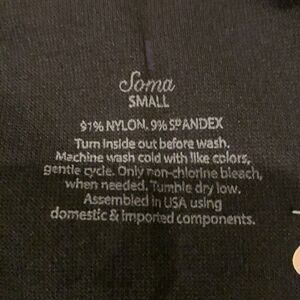 Soma
SMALL
91% NYLON, 9% SPANDEX
Turn inside out before wash.
Machine wash cold with like colors,
gentle cycle. Only non-chlorine bleach,
when needed. Tumble dry low.
Assembled in USA using
domestic & imported components.